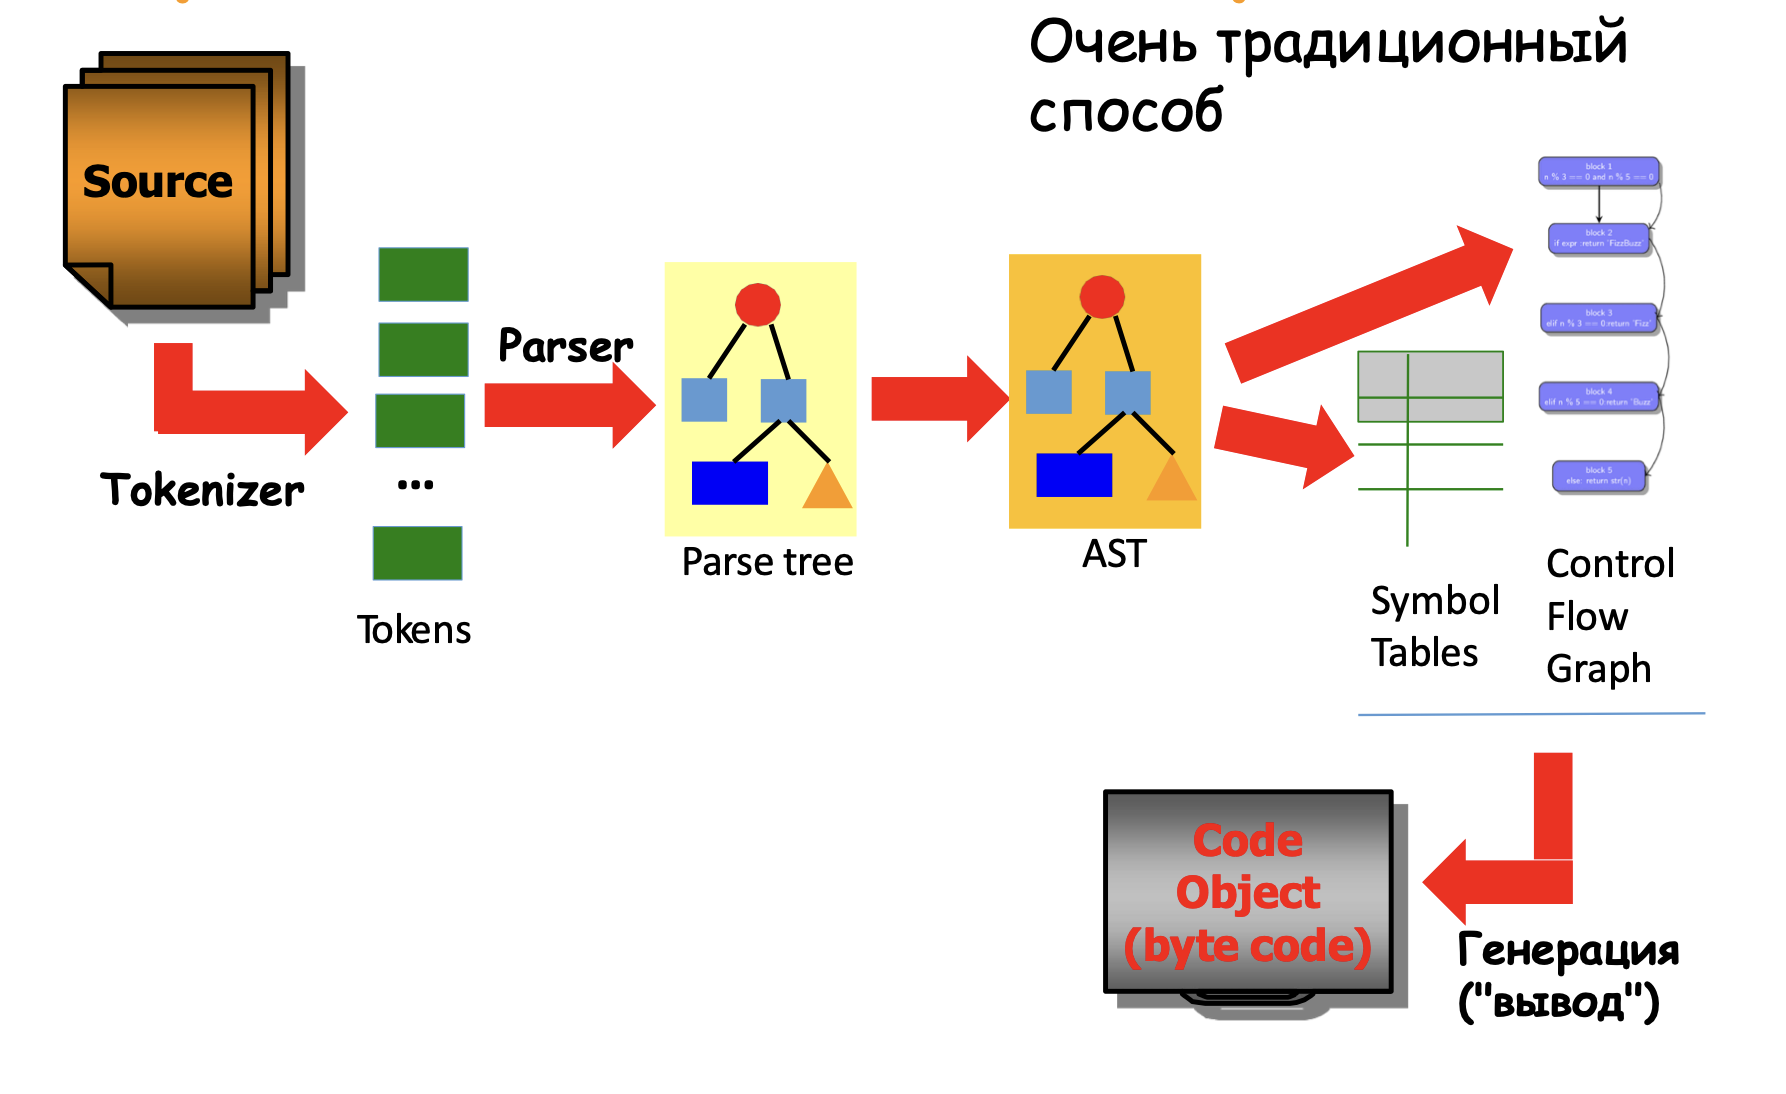 Очень традиционный
способ
Source
block 1
n % 3 == 0 and n % 5 == 0
block 2
if expr :return 'FizzBuzz'
block 3
elif n % 3 == 0:return 'Fizz'
block 4
elif n % 5 == 0:return 'Buzz'
block 5
else: return str(n)
Parser
Tokenizer
...
Tokens
Parse tree
AST
Symbol
Tables
Control
Flow
Graph
Code
Object
(byte code)
Генерация
("вывод")